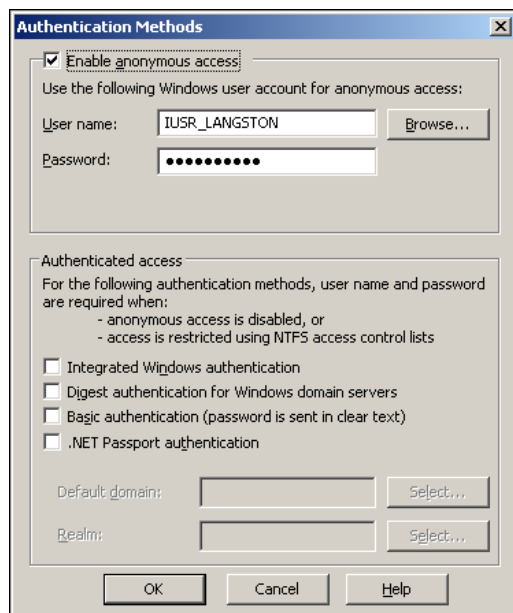 Authentication Methods
Enable anonymous access
Use the following Windows user account for anonymous access:
User name: IUSR_LANGSTON Browse...
Password: ●●●●●●●●●●
Authenticated access
For the following authentication methods, user name and password
are required when:
- anonymous access is disabled, or
- access is restricted using NTFS access control lists
Integrated Windows authentication
Digest authentication for Windows domain servers
Basic authentication (password is sent in clear text)
.NET Passport authentication
Default domain: Select...
Realm: Select...
OK Cancel Help